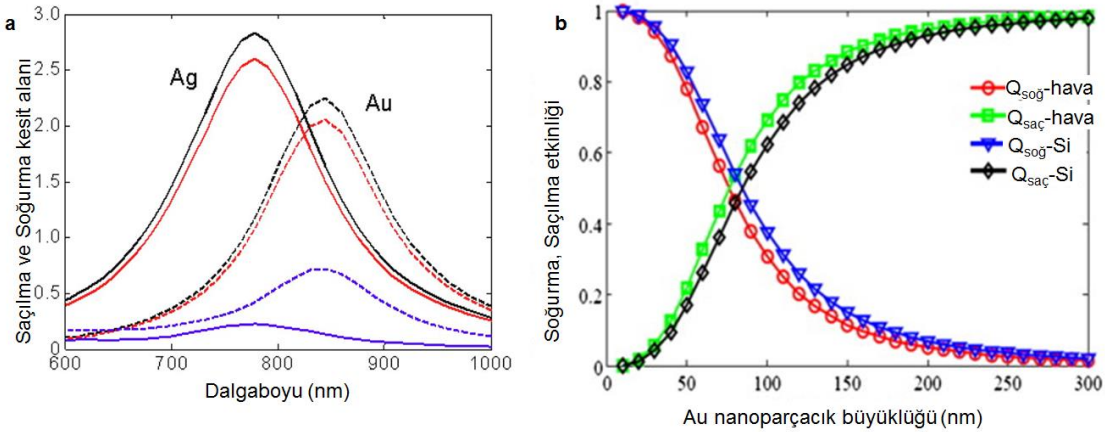 a
Saçılma ve Soğurma kesit alanı
3.0
2.5
2.0
1.5
1.0
0.5
0
Ag
Au
600
700
800
900
1000
Dalgaboyu (nm)
b
Soğurma, Saçılma etkinliği
1
0.8
0.6
0.4
0.2
0
Qsoğ-hava
Qsaç-hava
Qsoğ-Si
Qsaç-Si
0
50
100
150
200
250
300
Au nanoparçacık büyüklüğü (nm)